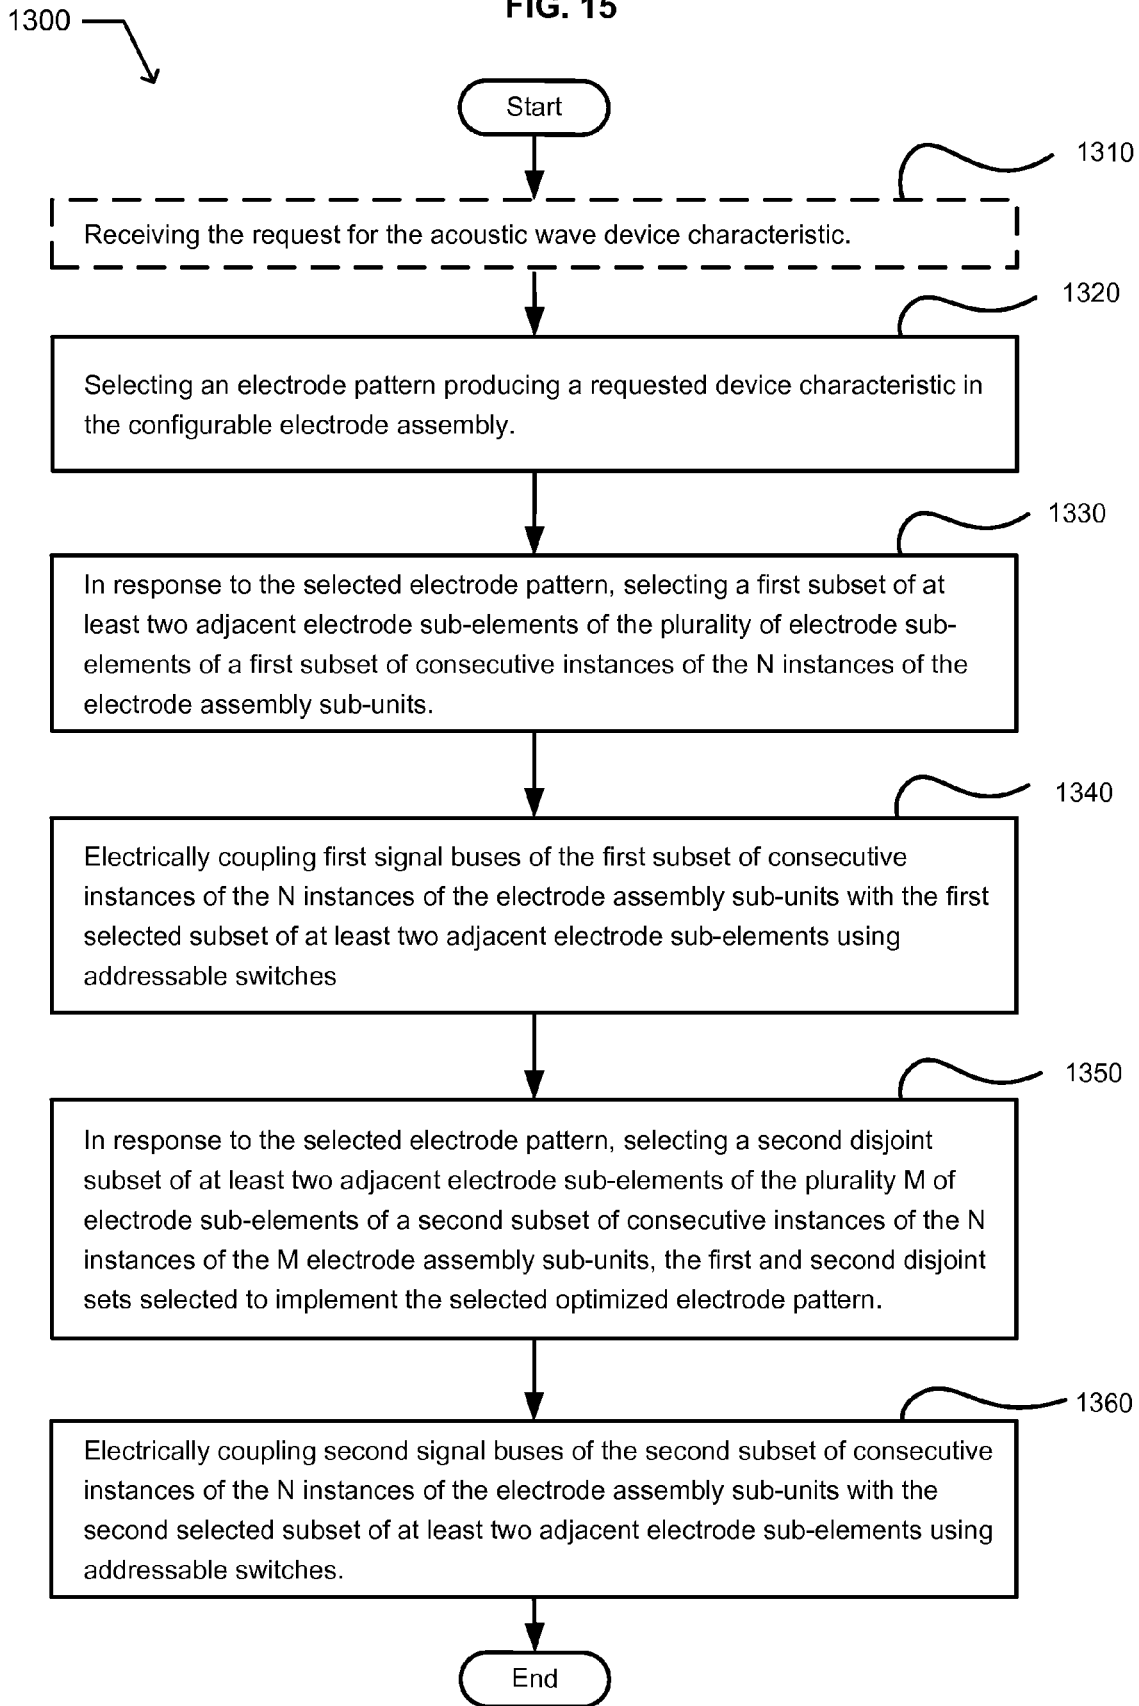 FIG. 15
1300
Start
1310
Receiving the request for the acoustic wave device characteristic.
1320
Selecting an electrode pattern producing a requested device characteristic in
the configurable electrode assembly.
1330
In response to the selected electrode pattern, selecting a first subset of at
least two adjacent electrode sub-elements of the plurality of electrode sub-
elements of a first subset of consecutive instances of the N instances of the
electrode assembly sub-units.
1340
Electrically coupling first signal buses of the first subset of consecutive
instances of the N instances of the electrode assembly sub-units with the first
selected subset of at least two adjacent electrode sub-elements using
addressable switches
1350
In response to the selected electrode pattern, selecting a second disjoint
subset of at least two adjacent electrode sub-elements of the plurality M of
electrode sub-elements of a second subset of consecutive instances of the N
instances of the M electrode assembly sub-units, the first and second disjoint
sets selected to implement the selected optimized electrode pattern.
1360
Electrically coupling second signal buses of the second subset of consecutive
instances of the N instances of the electrode assembly sub-units with the
second selected subset of at least two adjacent electrode sub-elements using
addressable switches.
End